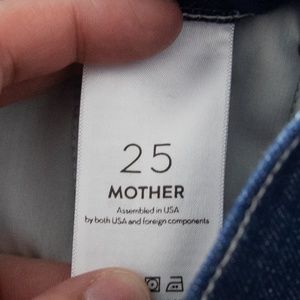 25
MOTHER
Assembled in USA
by both USA and foreign components